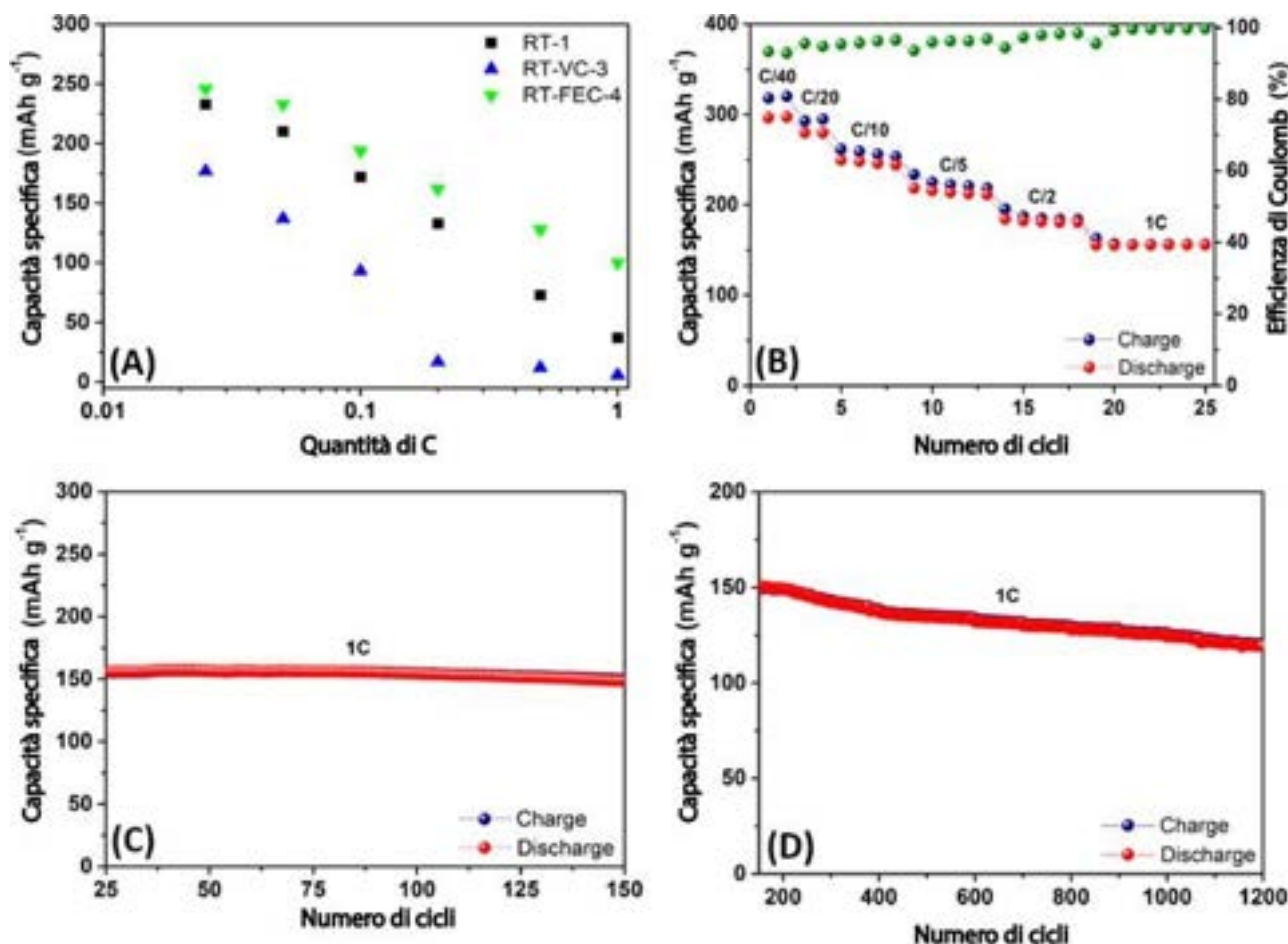 Capacità specifica (mAh g⁻¹)
300
250
200
150
100
50
0
RT-1
RT-VC-3
RT-FEC-4
(A)
0.01
0.1
1
Quantità di C
Capacità specifica (mAh g⁻¹)
400
300
200
100
0
C/40
C/20
C/10
C/5
C/2
1C
Charge
Discharge
(B)
0
5
10
15
20
25
Numero di cicli
100
80
60
40
20
0
Efficienza di Coulomb (%)
Capacità specifica (mAh g⁻¹)
300
250
200
150
100
50
0
1C
Charge
Discharge
(C)
25
50
75
100
125
150
Numero di cicli
Capacità specifica (mAh g⁻¹)
200
150
100
50
0
1C
Charge
Discharge
(D)
200
400
600
800
1000
1200
Numero di cicli